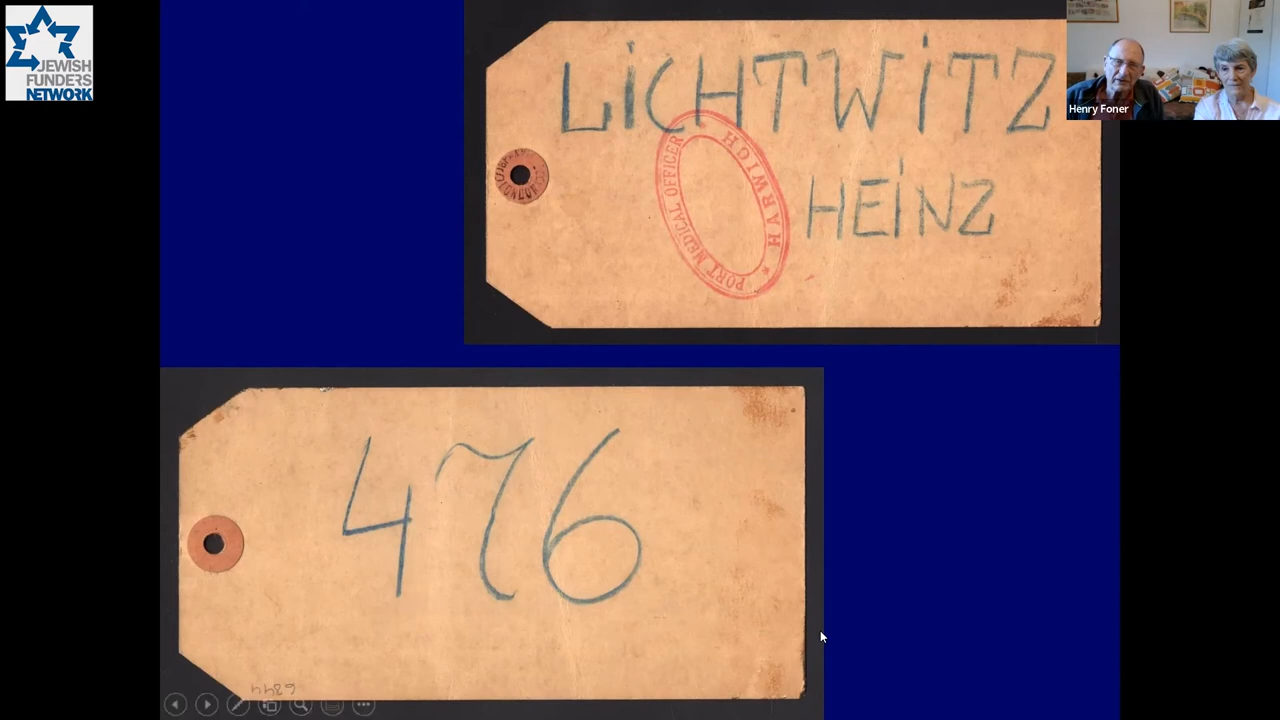 JEWISH
FUNDERS
NETWORK
LiCHTWiTZ
HEiNZ
PORT MEDICAL OFFICER
HARWICH
476
Henry Foner